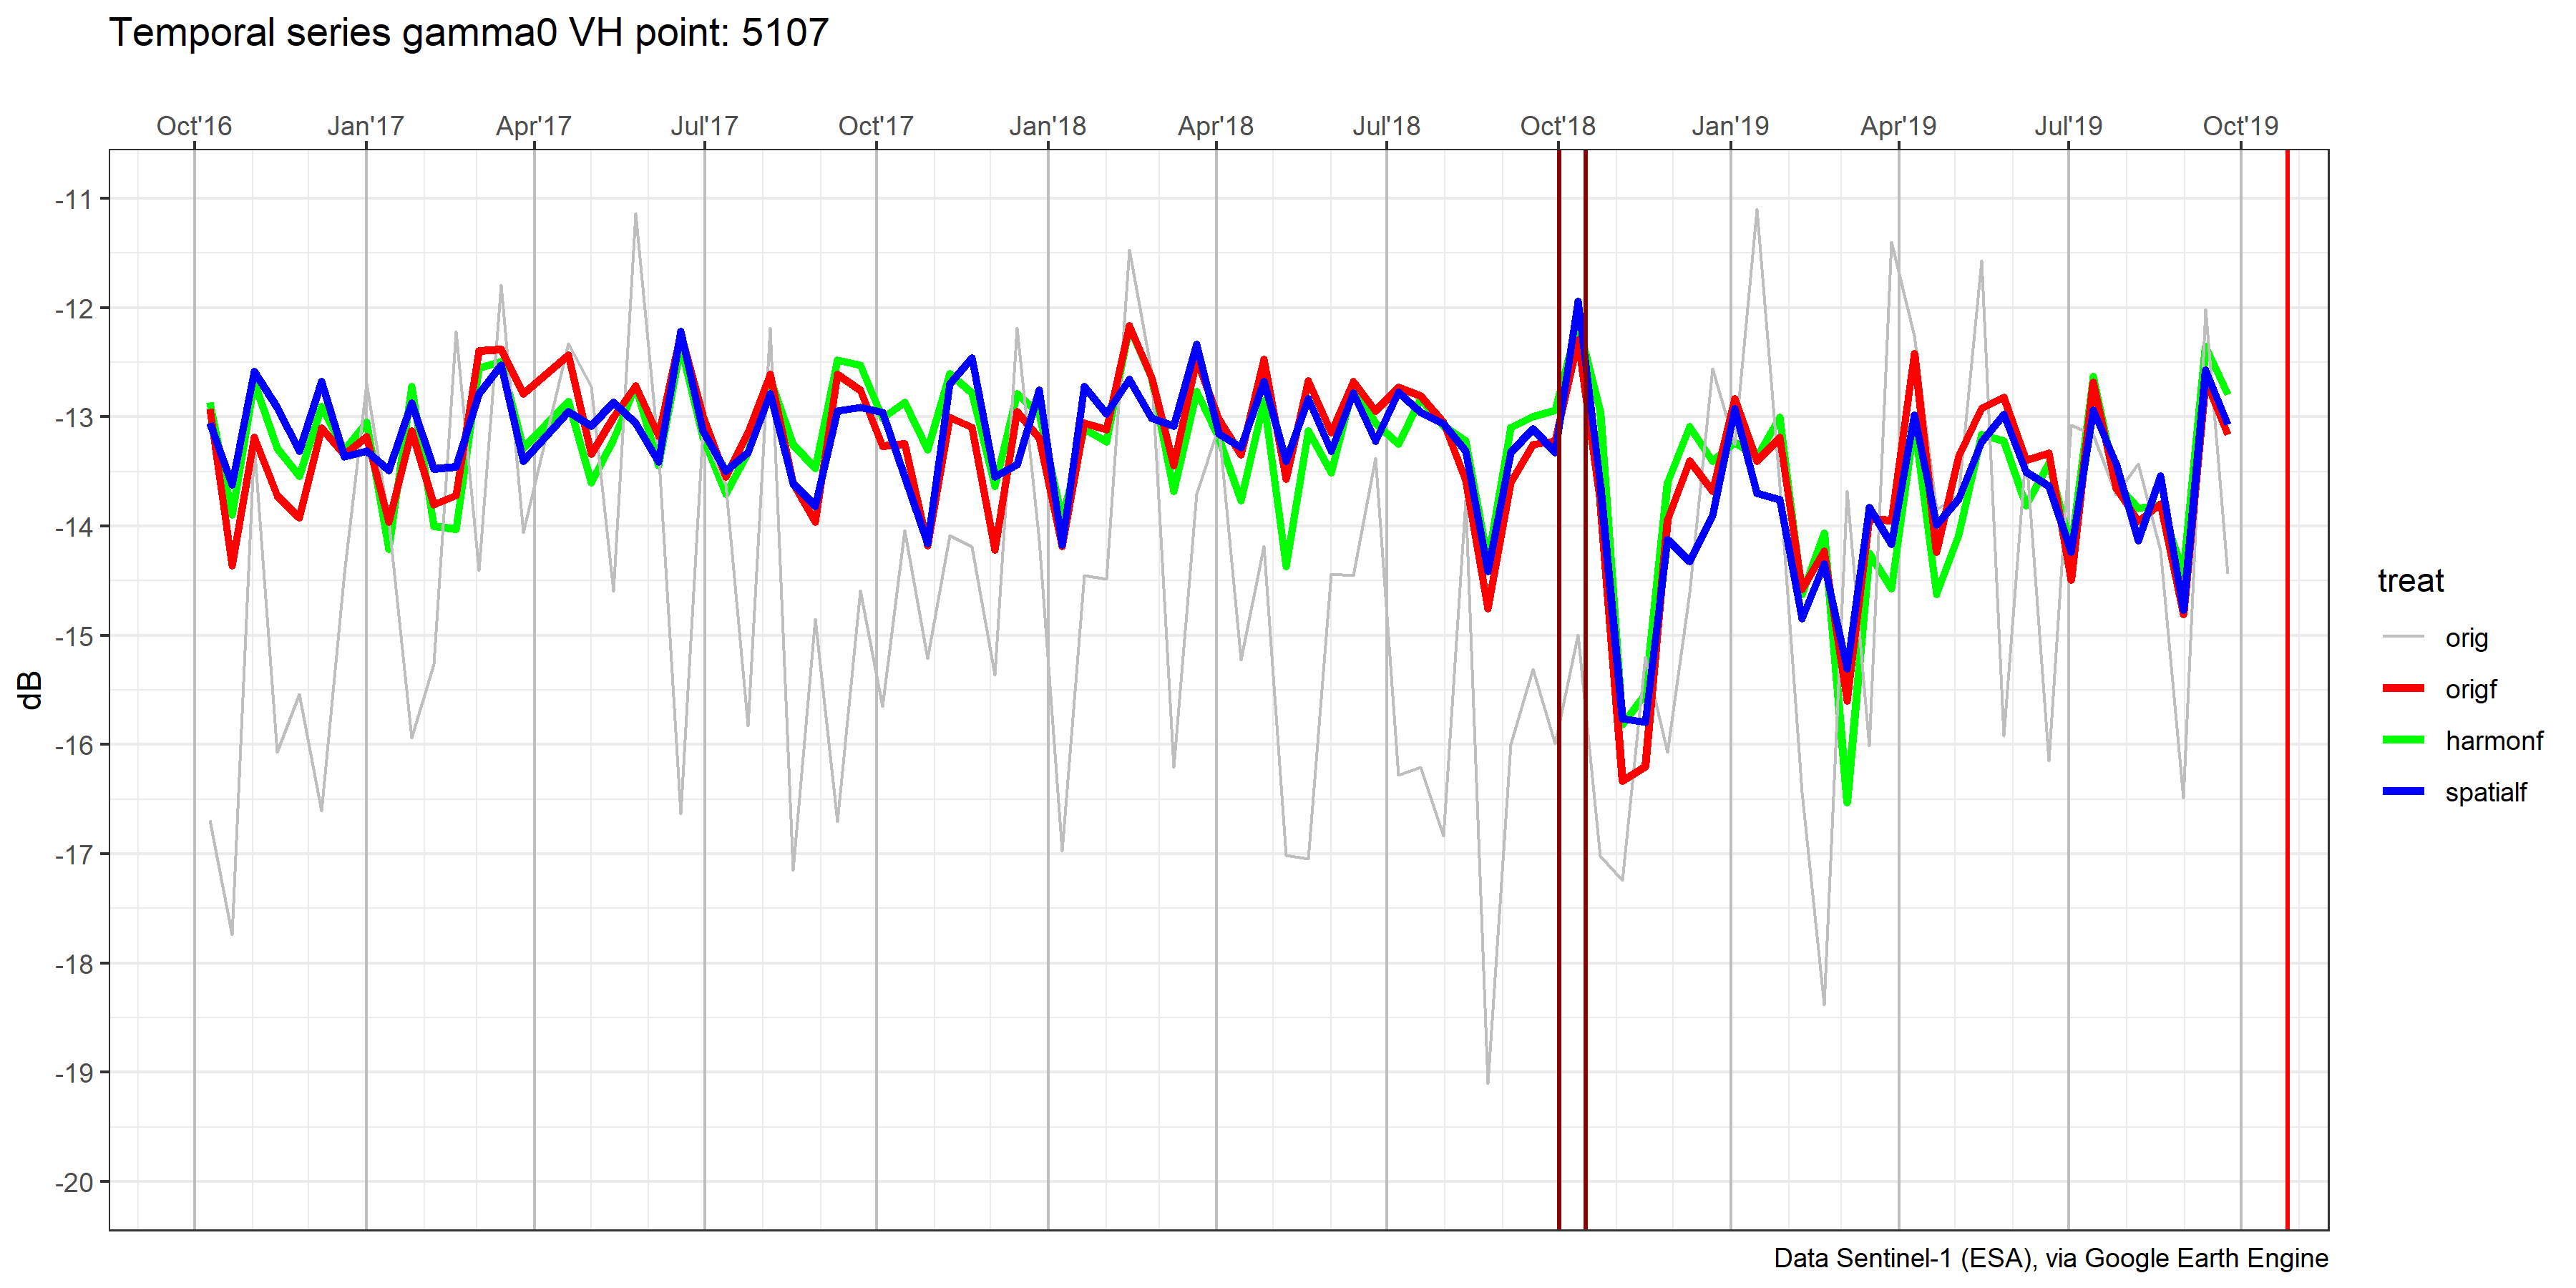 Temporal series gamma0 VH point: 5107
Oct'16 Jan'17 Apr'17 Jul'17 Oct'17 Jan'18 Apr'18 Jul'18 Oct'18 Jan'19 Apr'19 Jul'19 Oct'19
-11
-12
-13
-14
-15
-16
-17
-18
-19
-20
dB
treat
orig
origf
harmonf
spatialf
Data Sentinel-1 (ESA), via Google Earth Engine